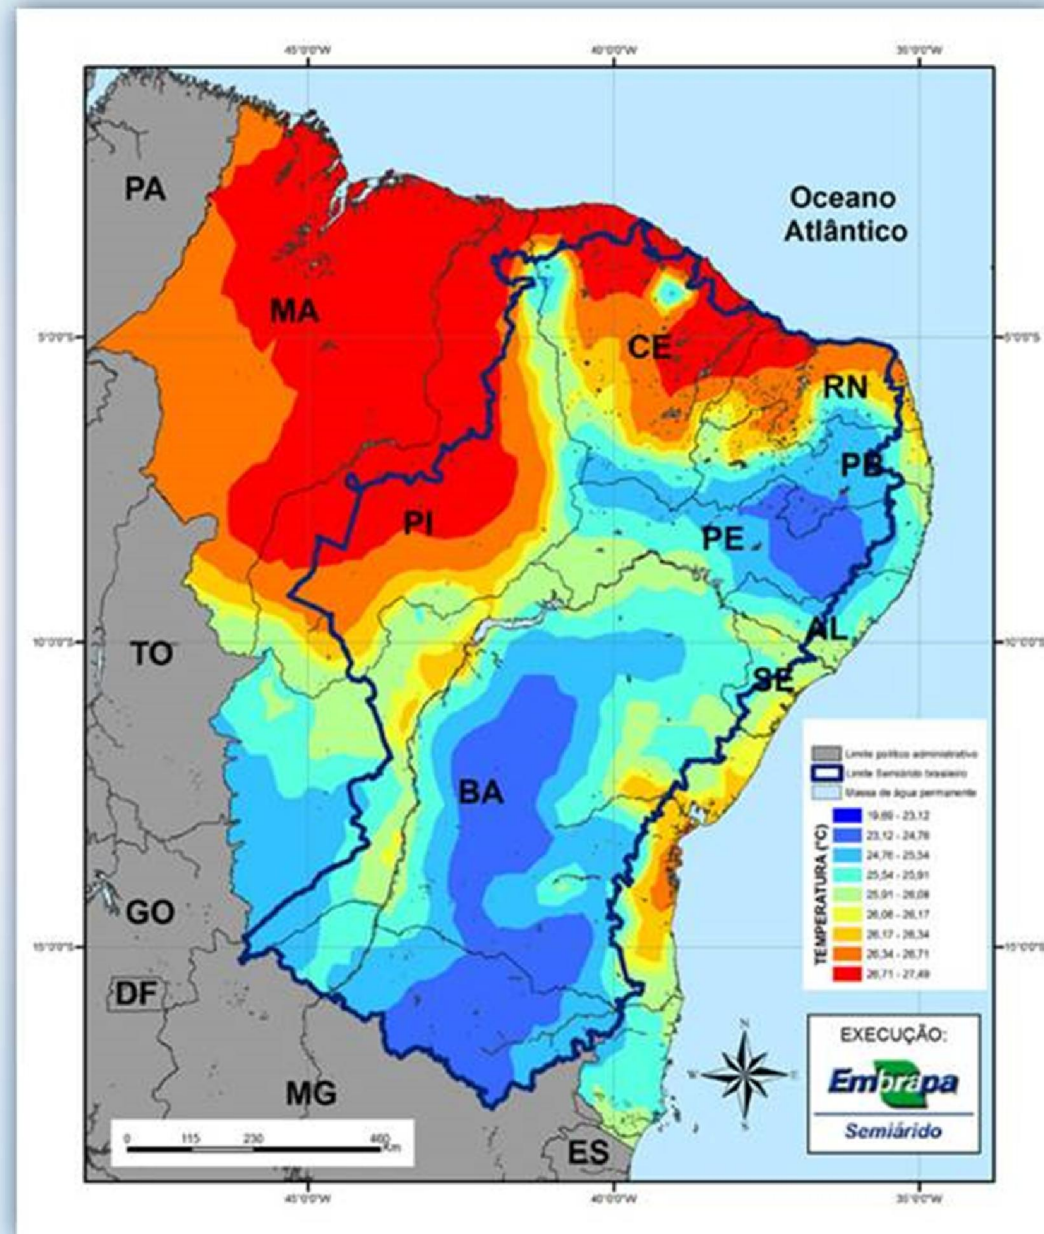 45°0'0"W 40°0'0"W 35°0'0"W
PA
Oceano
Atlântico
MA
5°0'0"S 5°0'0"S
CE
RN
PB
PI
PE
AL
10°0'0"S
TO
SE
Limite político administrativo
Limite Semiárido brasileiro
Massa de água permanente
BA
TEMPERATURA (°C)
19,89 - 23,12
23,12 - 24,76
24,76 - 25,54
25,54 - 25,91
25,91 - 26,08
26,08 - 26,17
26,17 - 26,34
26,34 - 26,71
26,71 - 27,49
GO
15°0'0"S 15°0'0"S
DF
EXECUÇÃO:
Embrapa
Semiárido
N
W E
S
MG
0 115 230 460
Km
ES
45°0'0"W 40°0'0"W 35°0'0"W